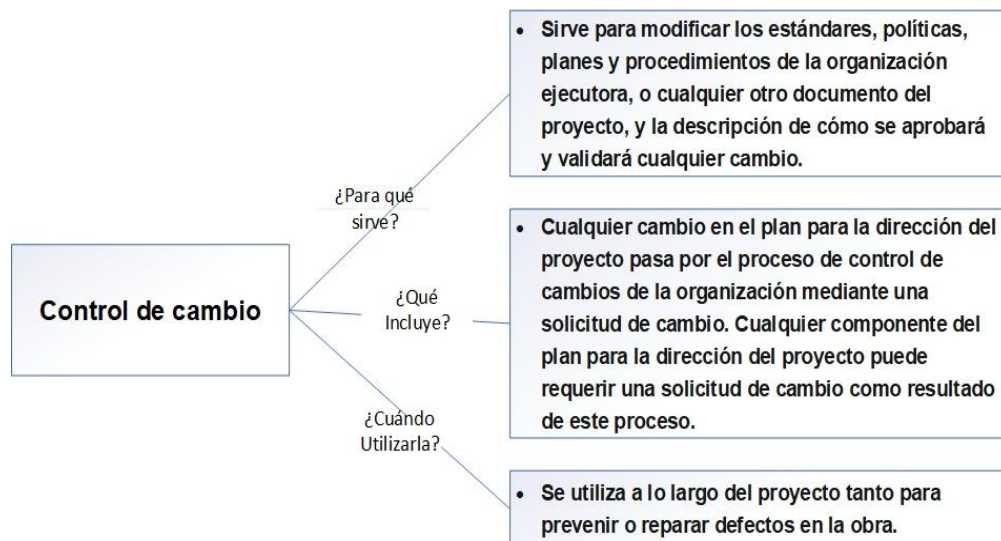 • Sirve para modificar los estándares, políticas,
planes y procedimientos de la organización
ejecutora, o cualquier otro documento del
proyecto, y la descripción de cómo se aprobará
y validará cualquier cambio.
¿Para qué
sirve?
• Cualquier cambio en el plan para la dirección del
proyecto pasa por el proceso de control de
cambios de la organización mediante una
solicitud de cambio. Cualquier componente del
plan para la dirección del proyecto puede
requerir una solicitud de cambio como resultado
de este proceso.
Control de cambio
¿Qué
Incluye?
¿Cuándo
Utilizarla?
• Se utiliza a lo largo del proyecto tanto para
prevenir o reparar defectos en la obra.